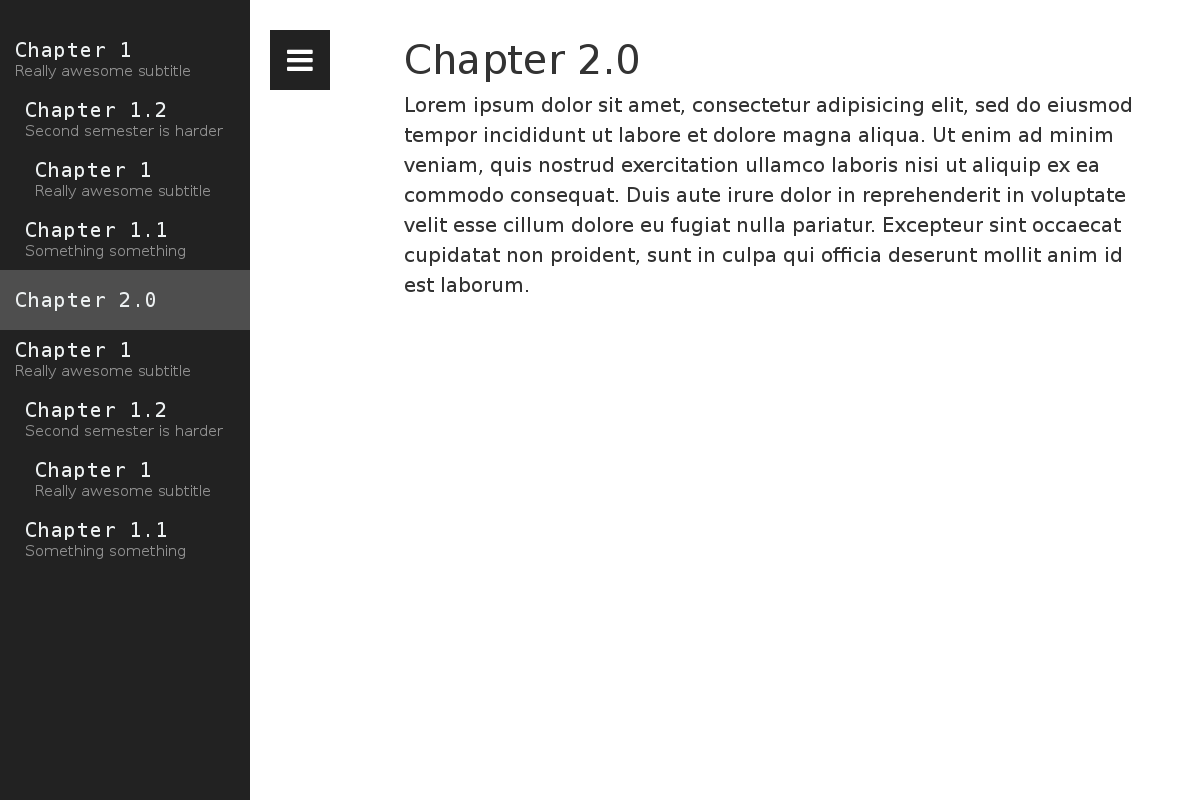 Chapter 1
Really awesome subtitle
Chapter 1.2
Second semester is harder
Chapter 1
Really awesome subtitle
Chapter 1.1
Something something
Chapter 2.0
Chapter 1
Really awesome subtitle
Chapter 1.2
Second semester is harder
Chapter 1
Really awesome subtitle
Chapter 1.1
Something something
Chapter 2.0
Lorem ipsum dolor sit amet, consectetur adipisicing elit, sed do eiusmod
tempor incididunt ut labore et dolore magna aliqua. Ut enim ad minim
veniam, quis nostrud exercitation ullamco laboris nisi ut aliquip ex ea
commodo consequat. Duis aute irure dolor in reprehenderit in voluptate
velit esse cillum dolore eu fugiat nulla pariatur. Excepteur sint occaecat
cupidatat non proident, sunt in culpa qui officia deserunt mollit anim id
est laborum.